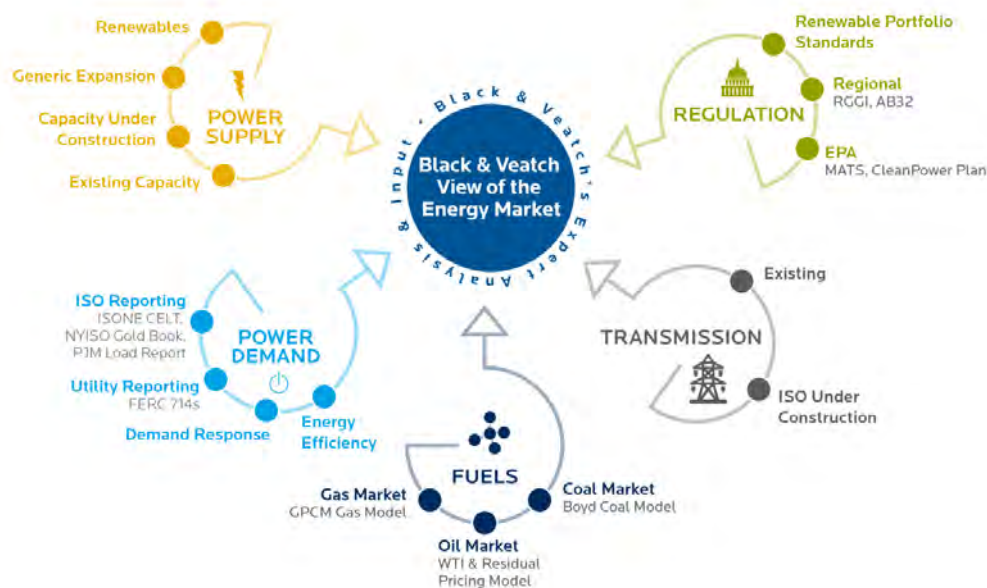 Renewables
Generic Expansion
Capacity Under
Construction
Existing Capacity
POWER
SUPPLY
Black & Veatch's Expert Analysis & Input -
Black & Veatch
View of the
Energy Market
Renewable Portfolio
Standards
Regional
RGGI, AB32
EPA
MATS, CleanPower Plan
REGULATION
ISO Reporting
ISONE CELT,
NYISO Gold Book,
PJM Load Report
Utility Reporting
FERC 714s
Demand Response
Energy
Efficiency
POWER
DEMAND
Existing
TRANSMISSION
ISO Under
Construction
FUELS
Gas Market
GPCM Gas Model
Oil Market
WTI & Residual
Pricing Model
Coal Market
Boyd Coal Model